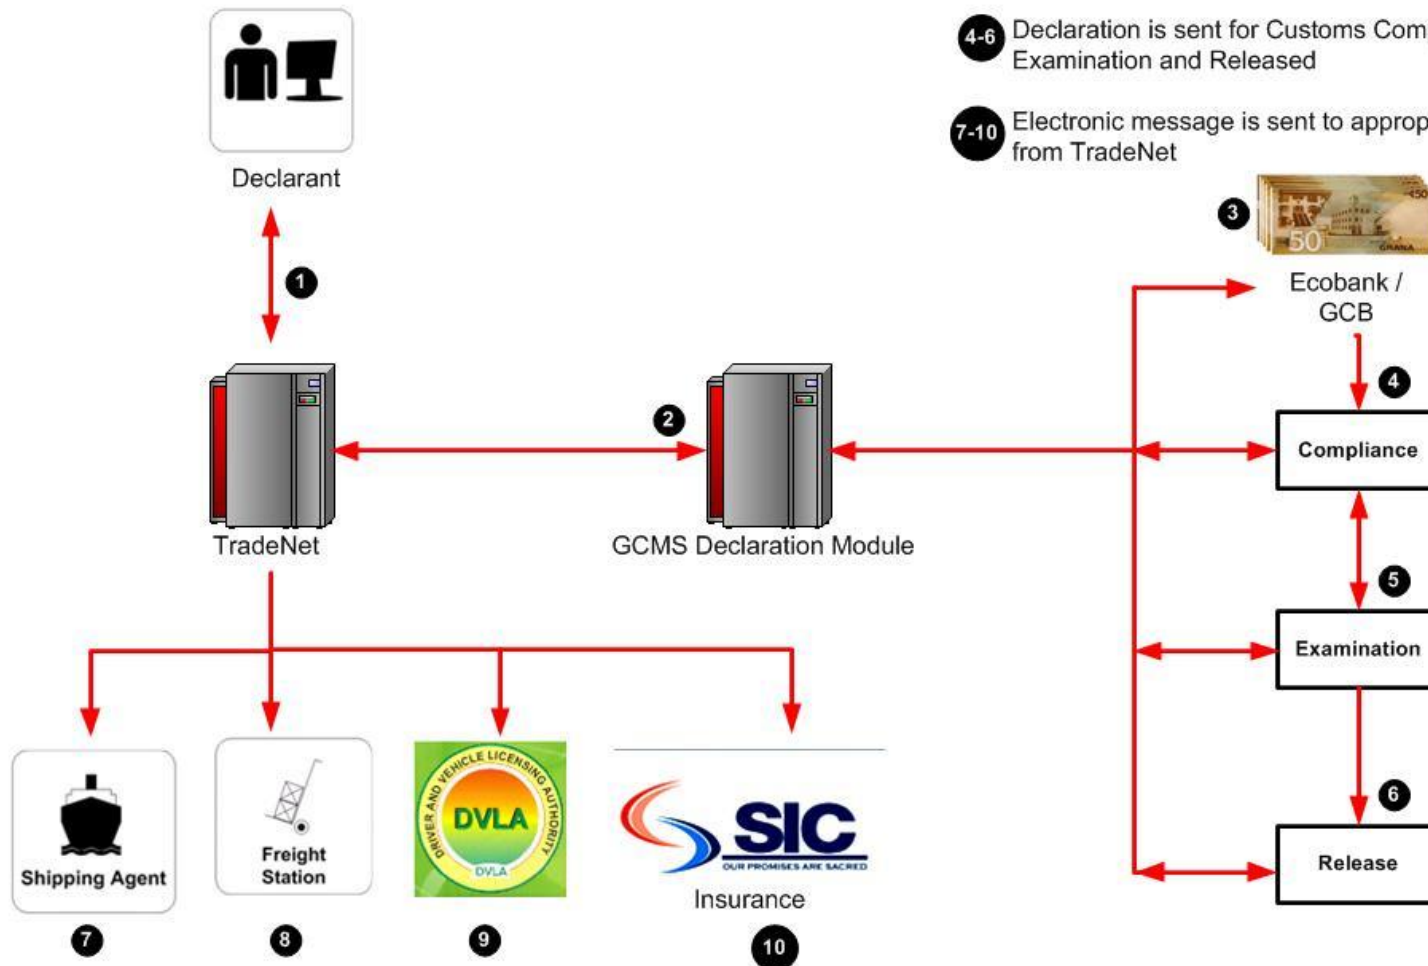 4-6 Declaration is sent for Customs Com
Examination and Released
7-10 Electronic message is sent to approp
from TradeNet
Declarant
3
50
GHANA
1
Ecobank /
GCB
4
2
Compliance
TradeNet
GCMS Declaration Module
5
Examination
DRIVER AND VEHICLE LICENSING AUTHORITY
DVLA
DVLA
SIC
OUR PROMISES ARE SACRED
6
Shipping Agent
Freight
Station
Insurance
Release
7
8
9
10